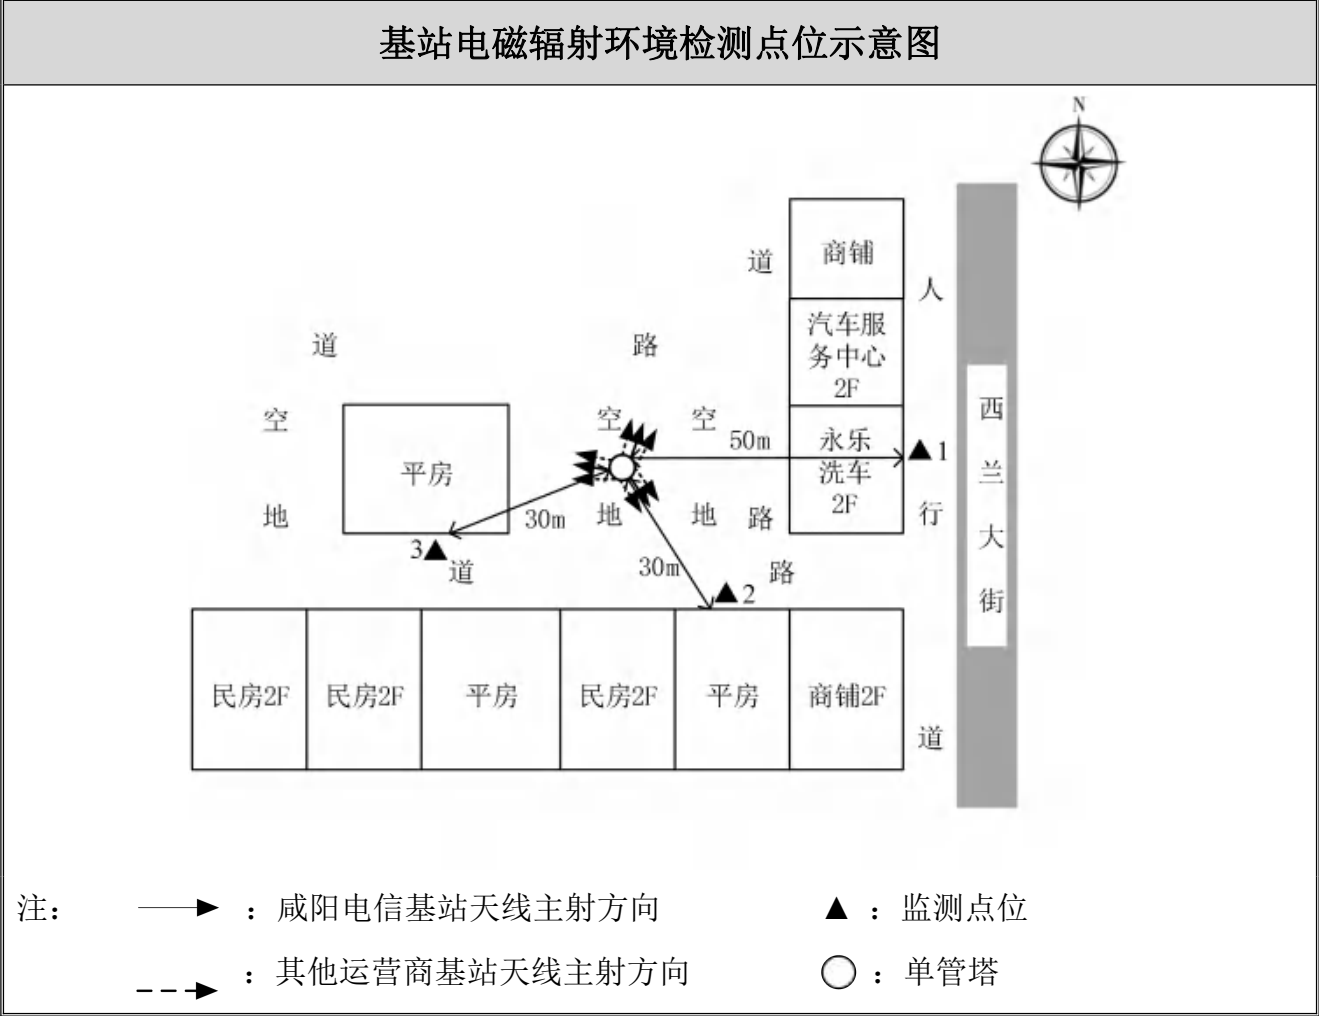 基站电磁辐射环境检测点位示意图
N
道
商铺
人
汽车服
务中心
2F
道
路
空
空
空
西
50m
永乐
1
平房
洗车
兰
2F
地
30m
地
地
路
行
大
3
道
30m
路
2
街
民房2F
民房2F
平房
民房2F
平房
商铺2F
道
注：
：咸阳电信基站天线主射方向
：监测点位
：其他运营商基站天线主射方向
：单管塔